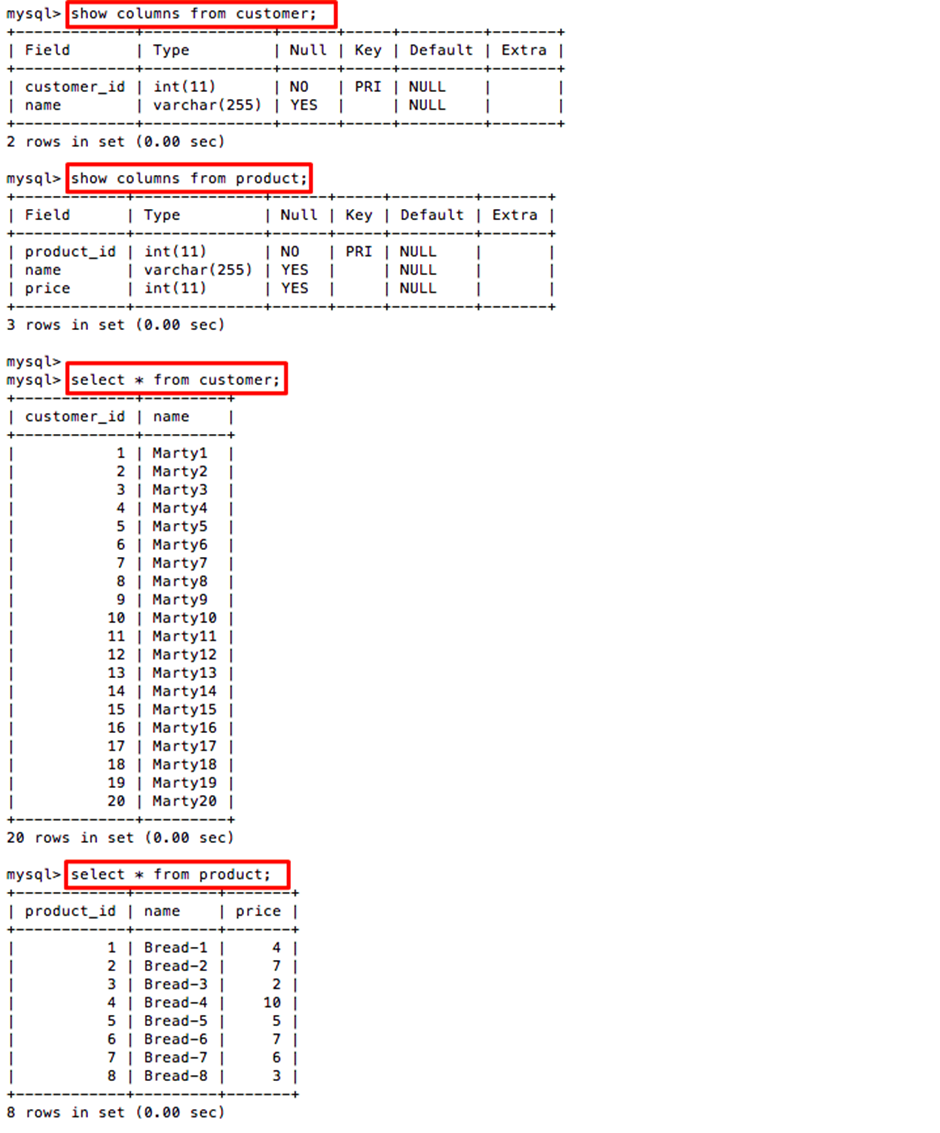 mysql> show columns from customer;
+-------------+--------------+------+-----+---------+-------+
| Field       | Type         | Null | Key | Default | Extra |
+-------------+--------------+------+-----+---------+-------+
| customer_id | int(11)      | NO   | PRI | NULL    |       |
| name        | varchar(255) | YES  |     | NULL    |       |
+-------------+--------------+------+-----+---------+-------+
2 rows in set (0.00 sec)
mysql> show columns from product;
+------------+--------------+------+-----+---------+-------+
| Field      | Type         | Null | Key | Default | Extra |
+------------+--------------+------+-----+---------+-------+
| product_id | int(11)      | NO   | PRI | NULL    |       |
| name       | varchar(255) | YES  |     | NULL    |       |
| price      | int(11)      | YES  |     | NULL    |       |
+------------+--------------+------+-----+---------+-------+
3 rows in set (0.00 sec)
mysql>
mysql> select * from customer;
+-------------+---------+
| customer_id | name    |
+-------------+---------+
|           1 | Marty1  |
|           2 | Marty2  |
|           3 | Marty3  |
|           4 | Marty4  |
|           5 | Marty5  |
|           6 | Marty6  |
|           7 | Marty7  |
|           8 | Marty8  |
|           9 | Marty9  |
|          10 | Marty10 |
|          11 | Marty11 |
|          12 | Marty12 |
|          13 | Marty13 |
|          14 | Marty14 |
|          15 | Marty15 |
|          16 | Marty16 |
|          17 | Marty17 |
|          18 | Marty18 |
|          19 | Marty19 |
|          20 | Marty20 |
+-------------+---------+
20 rows in set (0.00 sec)
mysql> select * from product;
+------------+---------+-------+
| product_id | name    | price |
+------------+---------+-------+
|          1 | Bread-1 |     4 |
|          2 | Bread-2 |     7 |
|          3 | Bread-3 |     2 |
|          4 | Bread-4 |    10 |
|          5 | Bread-5 |     5 |
|          6 | Bread-6 |     7 |
|          7 | Bread-7 |     6 |
|          8 | Bread-8 |     3 |
+------------+---------+-------+
8 rows in set (0.00 sec)